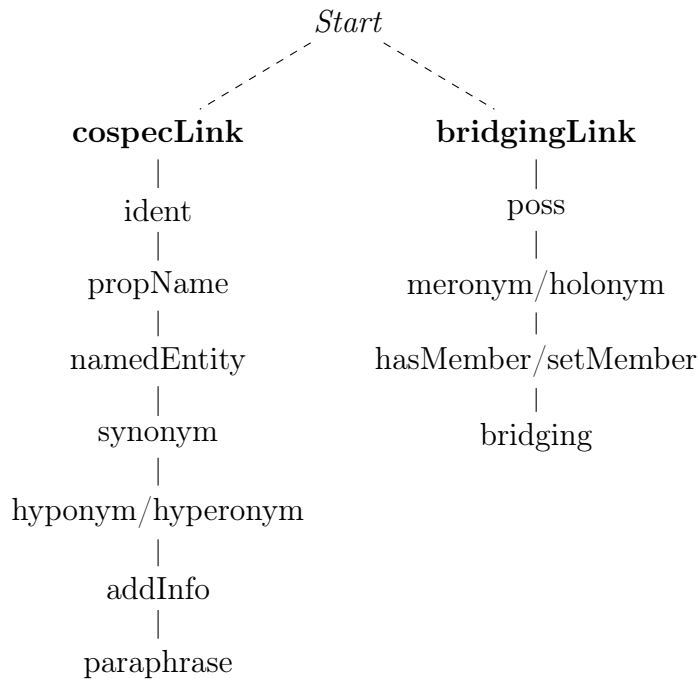 Start
cospecLink
bridgingLink
ident
poss
propName
meronym/holonym
namedEntity
hasMember/setMember
synonym
bridging
hyponym/hyperonym
addInfo
paraphrase